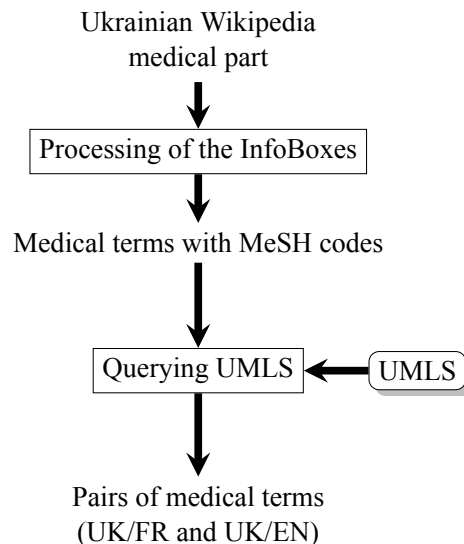 Ukrainian Wikipedia
medical part
Processing of the InfoBoxes
Medical terms with MeSH codes
Querying UMLS
UMLS
Pairs of medical terms
(UK/FR and UK/EN)